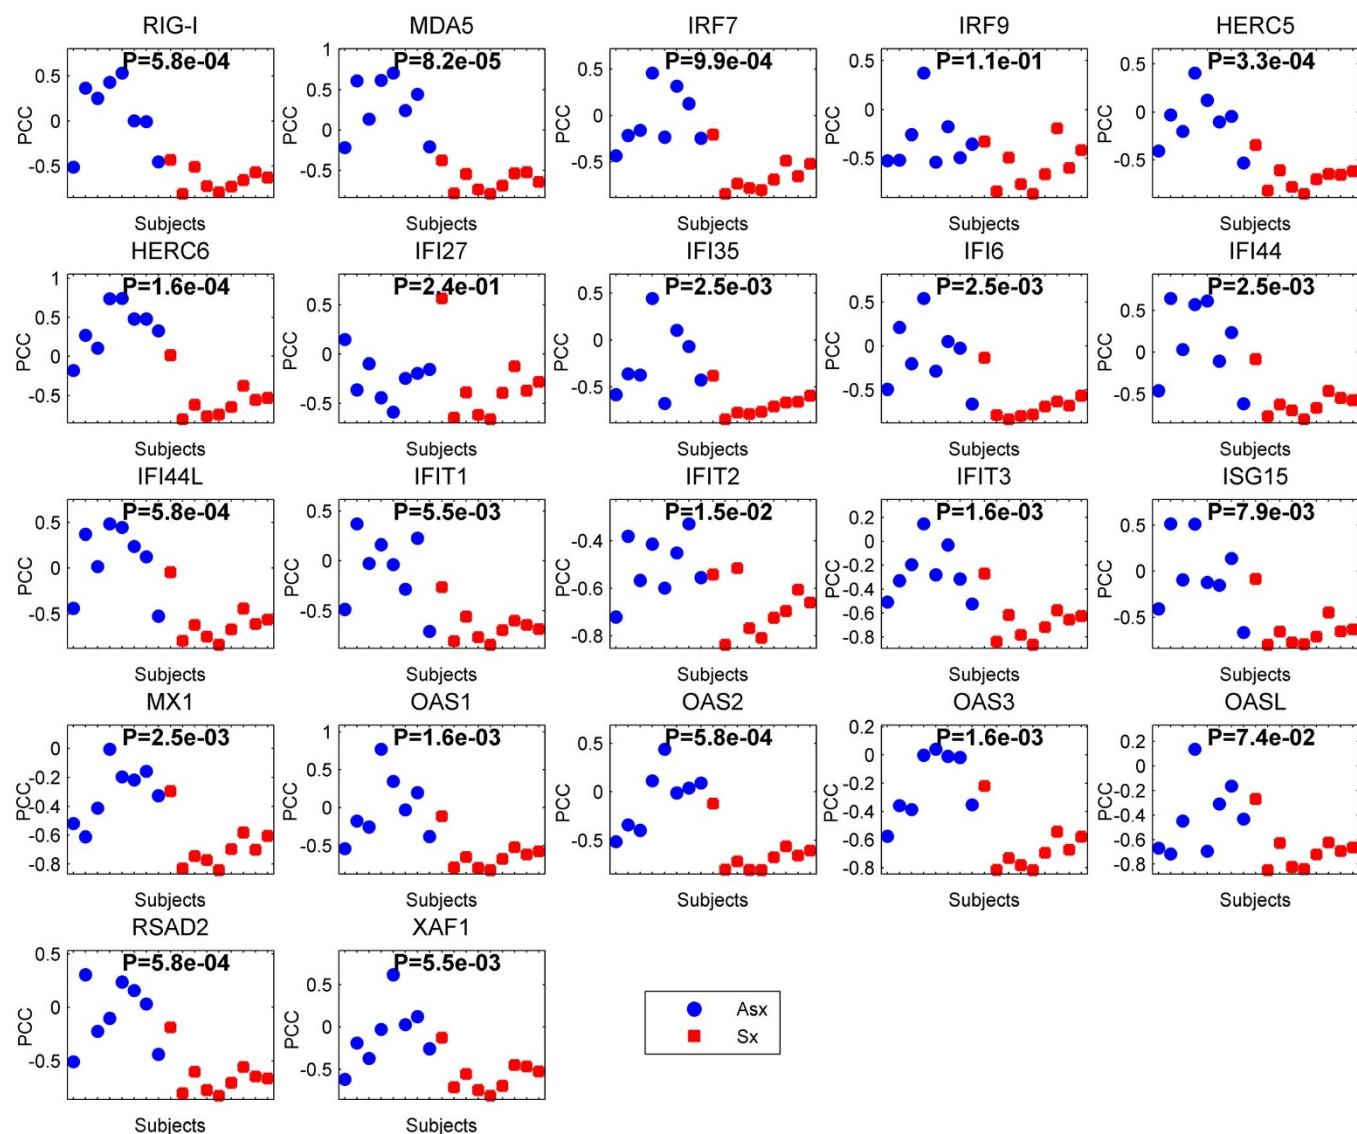 RIG-I MDA5 IRF7 IRF9 HERC5
P=5.8e-04 P=8.2e-05 P=9.9e-04 P=1.1e-01 P=3.3e-04
0.5 0 -0.5 PCC
1 0.5 0 -0.5 PCC
0.5 0 -0.5 PCC
0.5 0 -0.5 PCC
0.5 0 -0.5 PCC
Subjects Subjects Subjects Subjects Subjects
HERC6 IFI27 IFI35 IFI6 IFI44
P=1.6e-04 P=2.4e-01 P=2.5e-03 P=2.5e-03 P=2.5e-03
1 0.5 0 -0.5 PCC
0.5 0 -0.5 PCC
0.5 0 -0.5 PCC
0.5 0 -0.5 PCC
0.5 0 -0.5 PCC
Subjects Subjects Subjects Subjects Subjects
IFI44L IFIT1 IFIT2 IFIT3 ISG15
P=5.8e-04 P=5.5e-03 P=1.5e-02 P=1.6e-03 P=7.9e-03
0.5 0 -0.5 PCC
0.5 0 -0.5 PCC
-0.4 -0.6 -0.8 PCC
0.2 0 -0.2 -0.4 -0.6 -0.8 PCC
0.5 0 -0.5 PCC
Subjects Subjects Subjects Subjects Subjects
MX1 OAS1 OAS2 OAS3 OASL
P=2.5e-03 P=1.6e-03 P=5.8e-04 P=1.6e-03 P=7.4e-02
0 -0.2 -0.4 -0.6 -0.8 PCC
1 0.5 0 -0.5 PCC
0.5 0 -0.5 PCC
0.2 0 -0.2 -0.4 -0.6 -0.8 PCC
0.2 0 -0.2 -0.4 -0.6 -0.8 PCC
Subjects Subjects Subjects Subjects Subjects
RSAD2 XAF1
P=5.8e-04 P=5.5e-03
0.5 0 -0.5 PCC
0.5 0 -0.5 PCC
Asx
Sx
Subjects Subjects